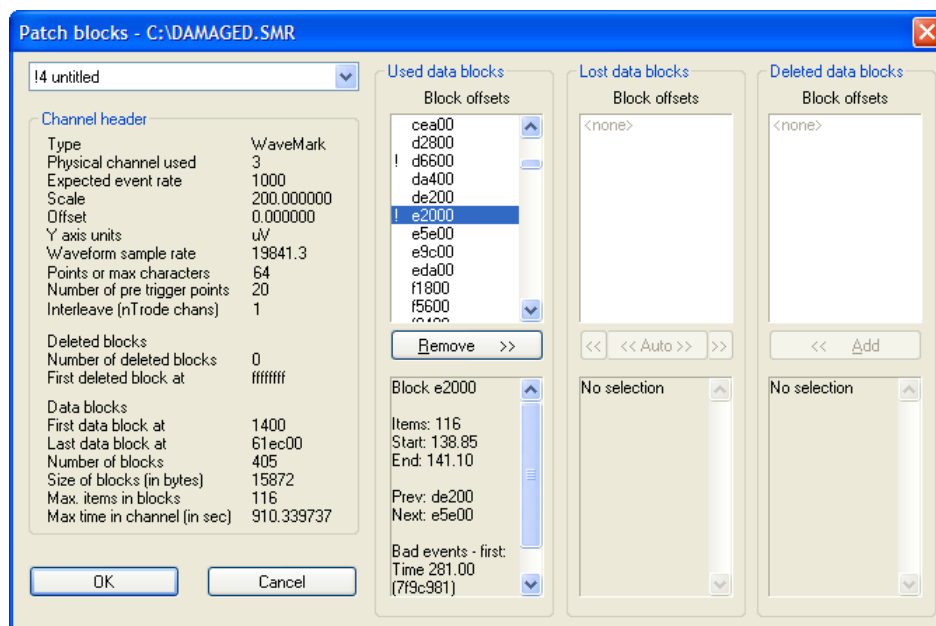 Patch blocks - C:\DAMAGED.SMR
!4 untitled
Channel header
Type WaveMark
Physical channel used 3
Expected event rate 1000
Scale 200.000000
Offset 0.000000
Y axis units uV
Waveform sample rate 19841.3
Points or max characters 64
Number of pre trigger points 20
Interleave (nTrode chans) 1
Deleted blocks
Number of deleted blocks 0
First deleted block at ffffffff
Data blocks
First data block at 1400
Last data block at 61ec00
Number of blocks 405
Size of blocks (in bytes) 15872
Max. items in blocks 116
Max time in channel (in sec) 910.339737
OK
Cancel
Used data blocks
Block offsets
cea00
d2800
! d6600
da400
de200
! e2000
e5e00
e9c00
eda00
f1800
f5600
Remove >>
Block e2000
Items: 116
Start: 138.85
End: 141.10
Prev: de200
Next: e5e00
Bad events - first:
Time 281.00
(7f9c981)
Lost data blocks
Block offsets
<none>
<< << Auto >> >>
No selection
Deleted data blocks
Block offsets
<none>
<< Add
No selection